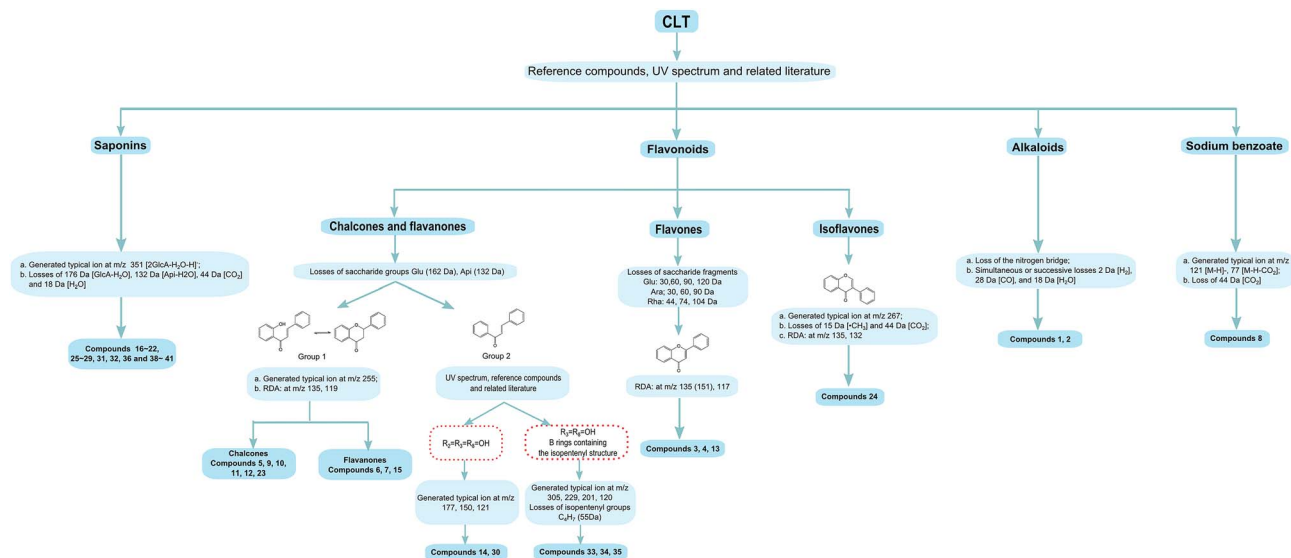 CLT
Reference compounds, UV spectrum and related literature
Saponins
Flavonoids
Alkaloids
Sodium benzoate
Chalcones and flavanones
Flavones
Isoflavones
a. Generated typical ion at m/z 351 [2GlcA-H₂O-H]⁻;
b. Losses of 176 Da [GlcA-H₂O], 132 Da [Api-H2O], 44 Da [CO₂]
and 18 Da [H₂O]
Compounds 16~22,
25~29, 31, 32, 36 and 38~ 41
Losses of saccharide groups Glu (162 Da), Api (132 Da)
OH
O
O
O
Group 1
a. Generated typical ion at m/z 255;
b. RDA: at m/z 135, 119
Chalcones
Compounds 5, 9, 10,
11, 12, 23
Flavanones
Compounds 6, 7, 15
O
Group 2
UV spectrum, reference compounds
and related literature
R₂=R₃=R₆=OH
R₃=R₆=OH
B rings containing
the isopentenyl structure
Generated typical ion at m/z
177, 150, 121
Generated typical ion at m/z
305, 229, 201, 120
Losses of isopentenyl groups
C₄H₇ (55Da)
Compounds 14, 30
Compounds 33, 34, 35
Losses of saccharide fragments
Glu: 30,60, 90, 120 Da
Ara; 30, 60, 90 Da
Rha: 44, 74, 104 Da
O
O
RDA: at m/z 135 (151), 117
Compounds 3, 4, 13
O
O
a. Generated typical ion at m/z 267;
b. Losses of 15 Da [•CH₃] and 44 Da [CO₂];
c. RDA: at m/z 135, 132
Compounds 24
a. Loss of the nitrogen bridge;
b. Simultaneous or successive losses 2 Da [H₂],
28 Da [CO], and 18 Da [H₂O]
Compounds 1, 2
a. Generated typical ion at m/z
121 [M-H]-, 77 [M-H-CO₂];
b. Loss of 44 Da [CO₂]
Compounds 8